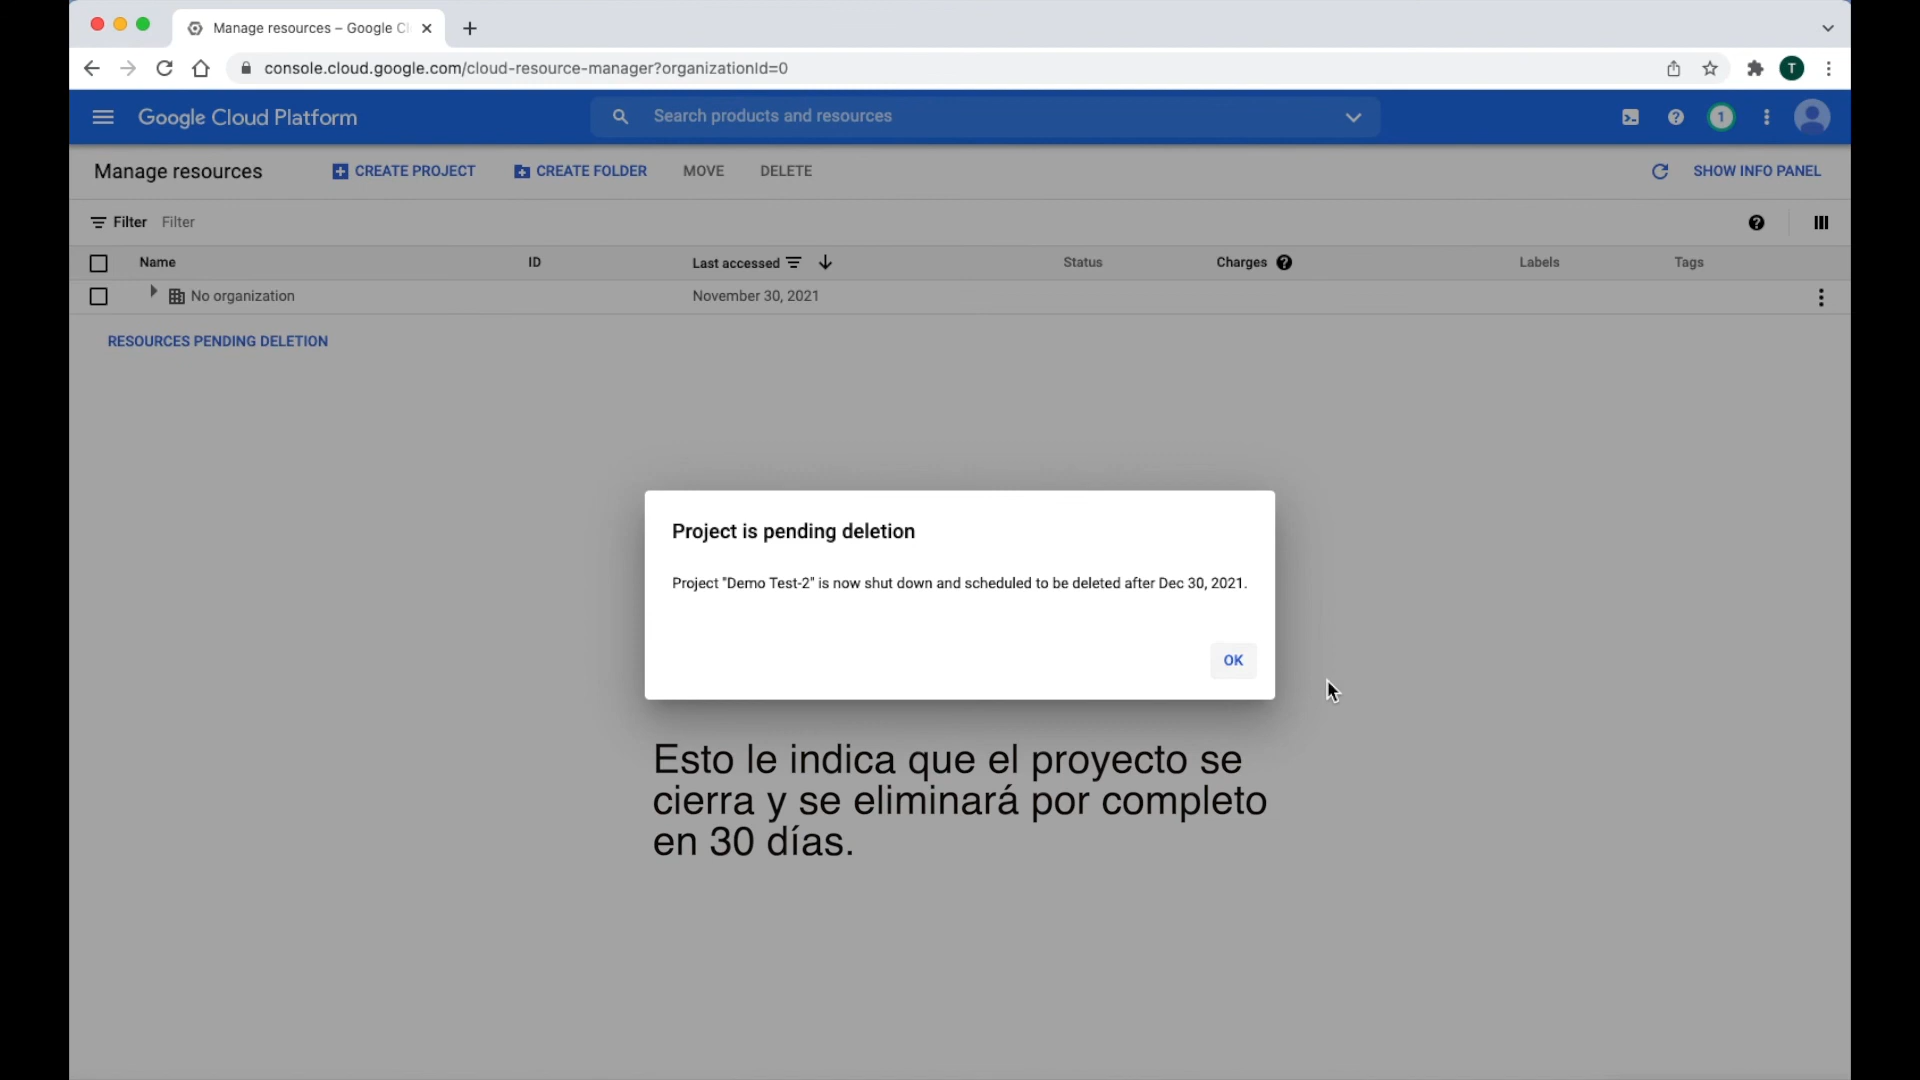 Manage resources – Google Cl
console.cloud.google.com/cloud-resource-manager?organizationId=0
T
Google Cloud Platform
Search products and resources
1
Manage resources
CREATE PROJECT
CREATE FOLDER
MOVE
DELETE
SHOW INFO PANEL
Filter Filter
Name ID Last accessed Status Charges Labels Tags
No organization November 30, 2021
RESOURCES PENDING DELETION
Project is pending deletion
Project "Demo Test-2" is now shut down and scheduled to be deleted after Dec 30, 2021.
OK
Esto le indica que el proyecto se
cierra y se eliminará por completo
en 30 días.